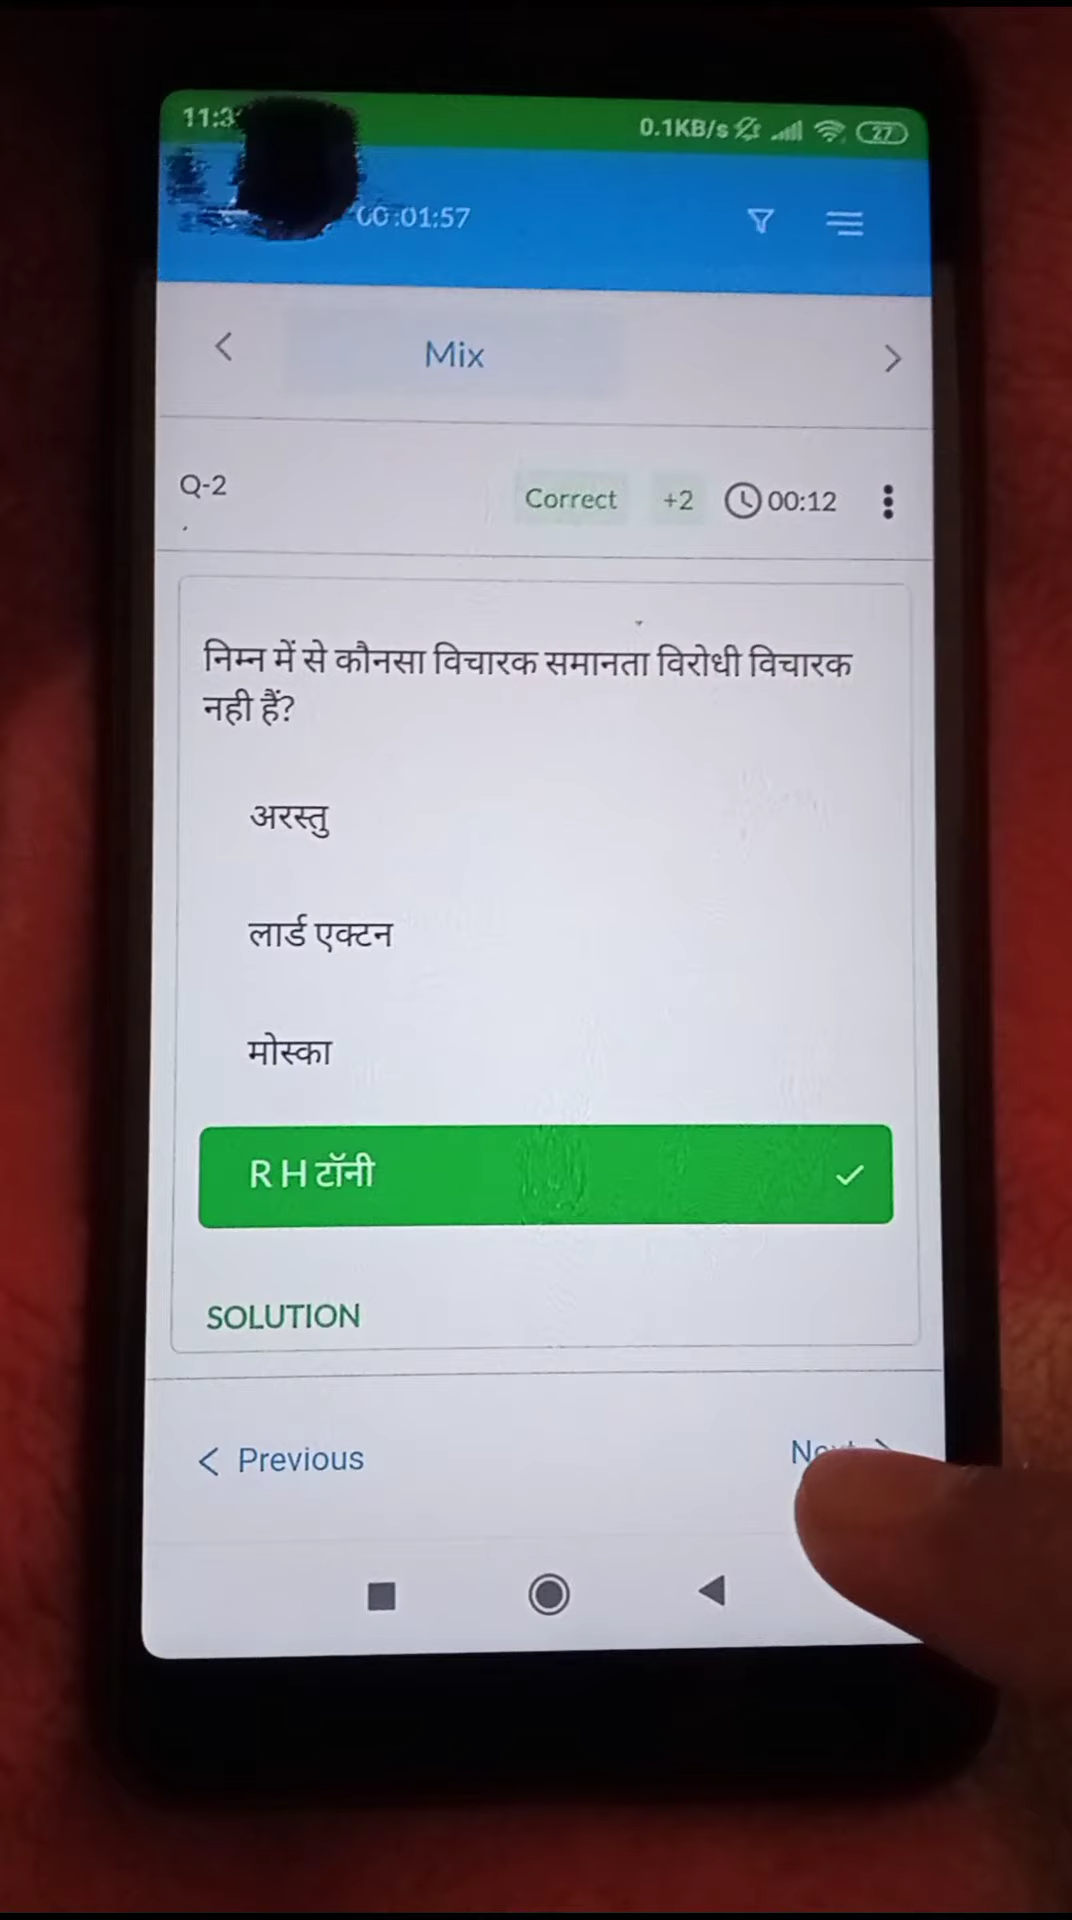 0.1KB/s 27
00:01:57
Mix
Q-2 Correct +2 00:12
निम्न में से कौनसा विचारक समानता विरोधी विचारक
नही हैं?
अरस्तु
लार्ड एक्टन
मोस्का
R H टॉनी
SOLUTION
Previous